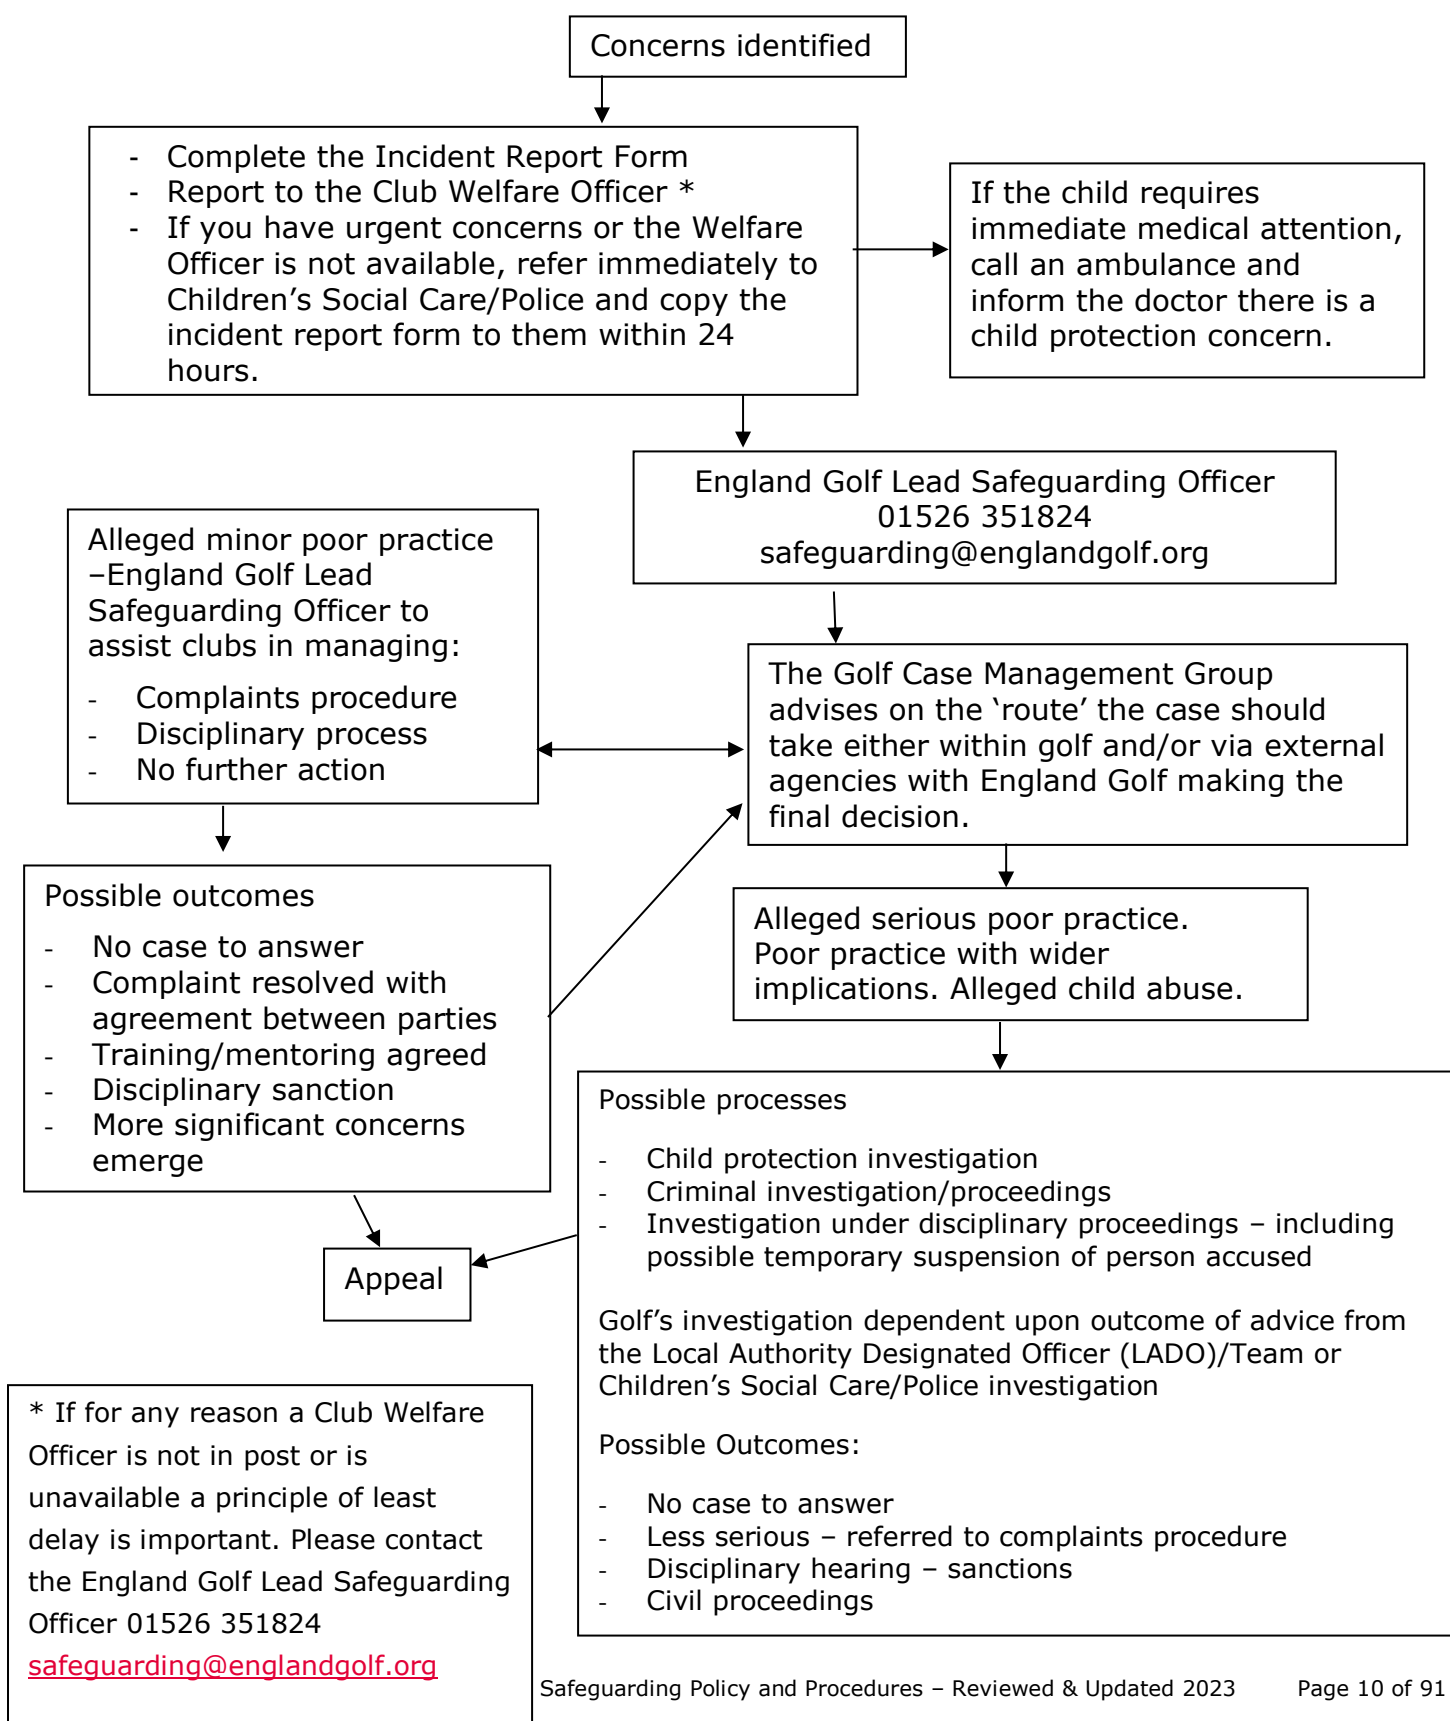 Concerns identified
- Complete the Incident Report Form
- Report to the Club Welfare Officer *
- If you have urgent concerns or the Welfare
Officer is not available, refer immediately to
Children’s Social Care/Police and copy the
incident report form to them within 24
hours.
If the child requires
immediate medical attention,
call an ambulance and
inform the doctor there is a
child protection concern.
England Golf Lead Safeguarding Officer
01526 351824
safeguarding@englandgolf.org
Alleged minor poor practice
–England Golf Lead
Safeguarding Officer to
assist clubs in managing:
- Complaints procedure
- Disciplinary process
- No further action
The Golf Case Management Group
advises on the ‘route’ the case should
take either within golf and/or via external
agencies with England Golf making the
final decision.
Possible outcomes
- No case to answer
- Complaint resolved with
agreement between parties
- Training/mentoring agreed
- Disciplinary sanction
- More significant concerns
emerge
Alleged serious poor practice.
Poor practice with wider
implications. Alleged child abuse.
Possible processes
- Child protection investigation
- Criminal investigation/proceedings
- Investigation under disciplinary proceedings – including
possible temporary suspension of person accused
Golf’s investigation dependent upon outcome of advice from
the Local Authority Designated Officer (LADO)/Team or
Children’s Social Care/Police investigation
Possible Outcomes:
- No case to answer
- Less serious – referred to complaints procedure
- Disciplinary hearing – sanctions
- Civil proceedings
Appeal
* If for any reason a Club Welfare
Officer is not in post or is
unavailable a principle of least
delay is important. Please contact
the England Golf Lead Safeguarding
Officer 01526 351824
safeguarding@englandgolf.org
Safeguarding Policy and Procedures – Reviewed & Updated 2023 Page 10 of 91